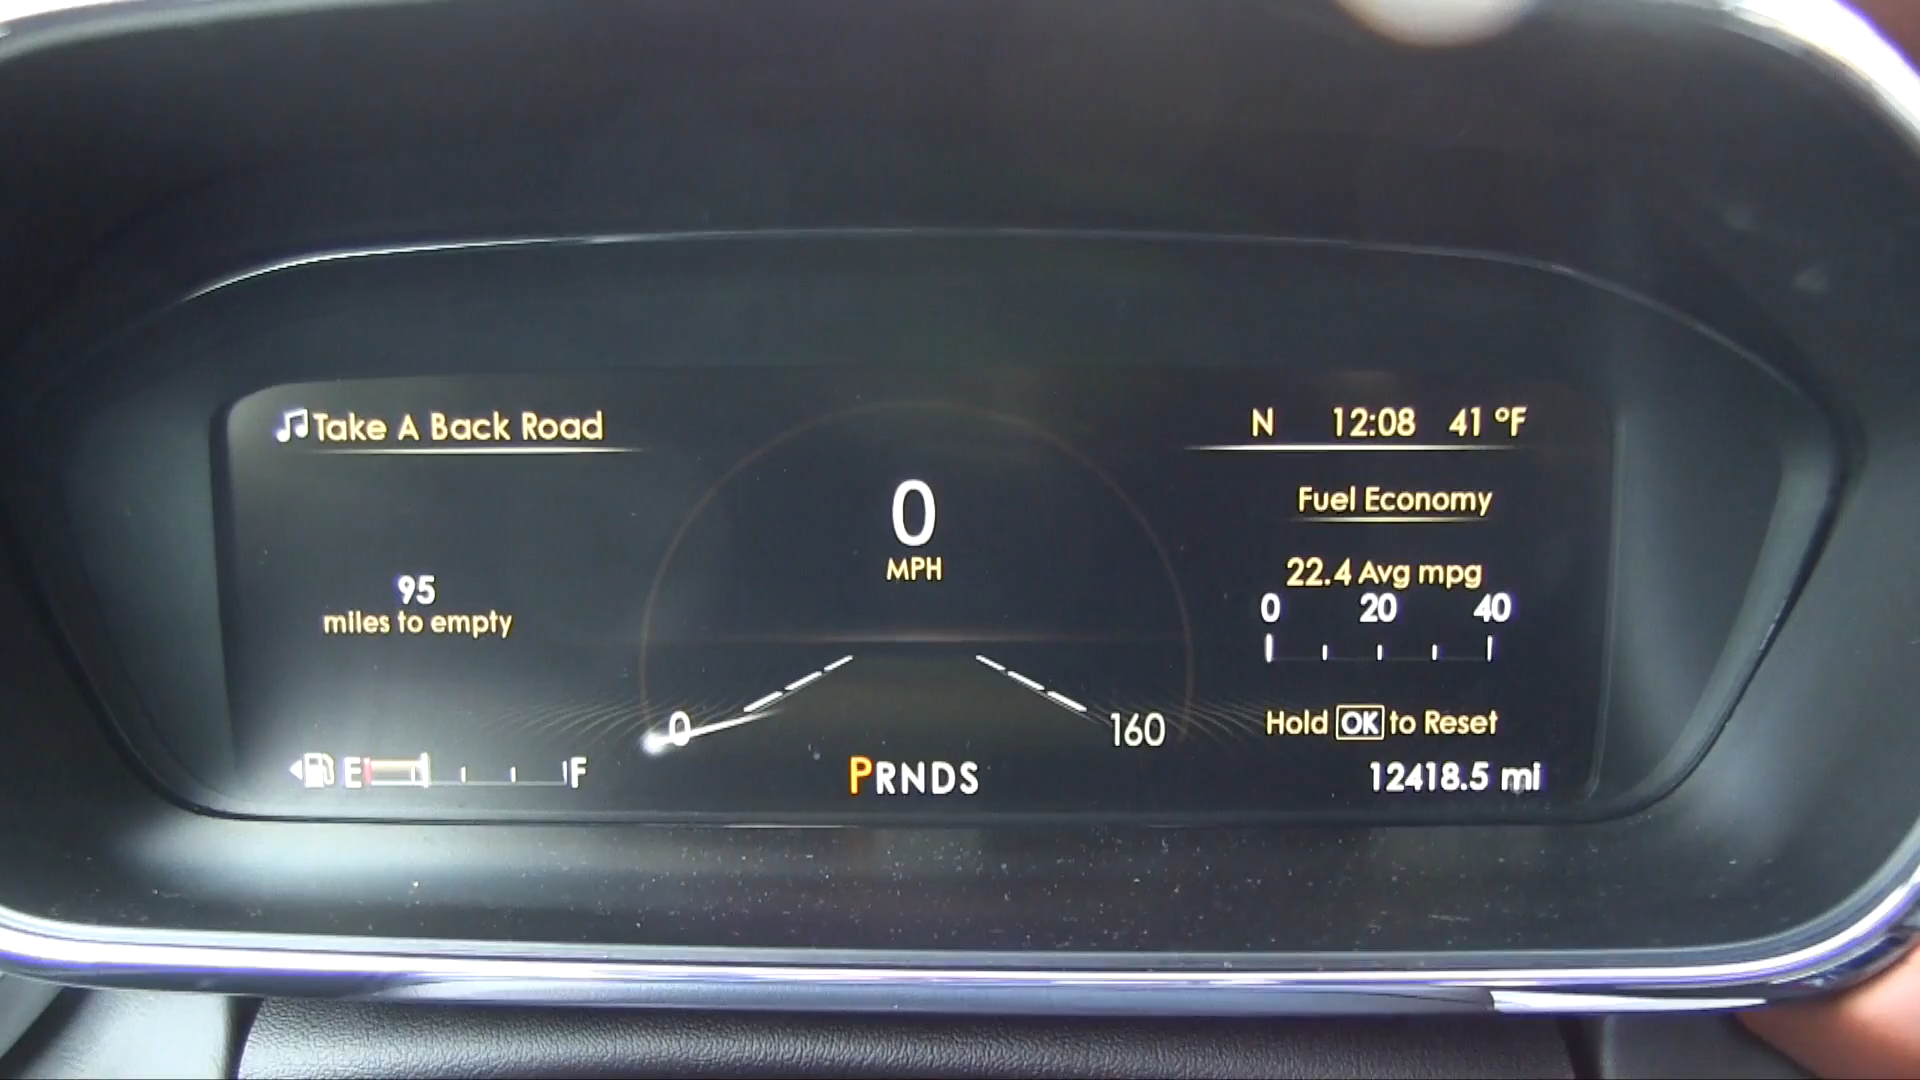 Take A Back Road
N 12:08 41 °F
0
MPH
Fuel Economy
22.4 Avg mpg
0 20 40
95
miles to empty
0 160
Hold OK to Reset
E F
PRNDS
12418.5 mi